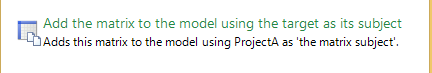 Add the matrix to the model using the target as its subject
Adds this matrix to the model using ProjectA as 'the matrix subject'.